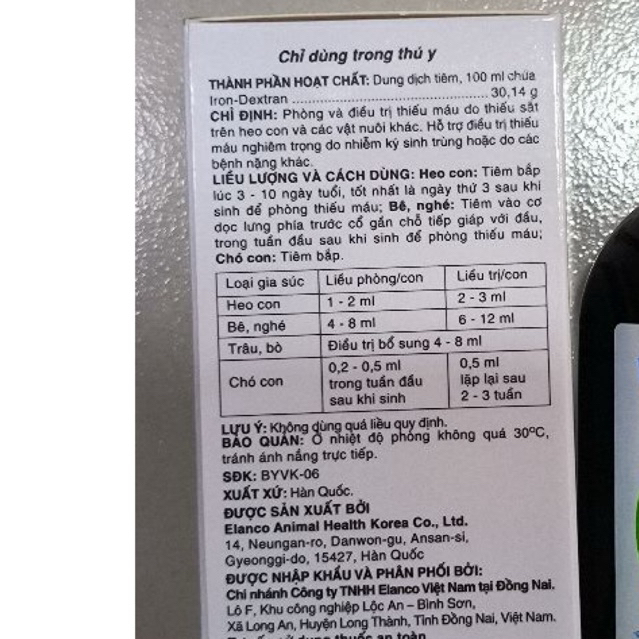 Chỉ dùng trong thú y
THÀNH PHẦN HOẠT CHẤT: Dung dịch tiêm, 100 ml chứa
Iron-Dextran .................................................. 30,14 g
CHỈ ĐỊNH: Phòng và điều trị thiếu máu do thiếu sắt
trên heo con và các vật nuôi khác. Hỗ trợ điều trị thiếu
máu nghiêm trọng do nhiễm ký sinh trùng hoặc do các
bệnh nặng khác.
LIỀU LƯỢNG VÀ CÁCH DÙNG: Heo con: Tiêm bắp
lúc 3 - 10 ngày tuổi, tốt nhất là ngày thứ 3 sau khi
sinh để phòng thiếu máu; Bê, nghé: Tiêm vào cơ
dọc lưng phía trước cổ gần chỗ tiếp giáp với đầu,
trong tuần đầu sau khi sinh để phòng thiếu máu;
Chó con: Tiêm bắp.
Loại gia súc Liều phòng/con Liều trị/con
Heo con 1 - 2 ml 2 - 3 ml
Bê, nghé 4 - 8 ml 6 - 12 ml
Trâu, bò Điều trị bổ sung 4 - 8 ml
Chó con 0,2 - 0,5 ml 0,5 ml
trong tuần đầu lặp lại sau
sau khi sinh 2 - 3 tuần
LƯU Ý: Không dùng quá liều quy định.
BẢO QUẢN: Ở nhiệt độ phòng không quá 30°C,
tránh ánh nắng trực tiếp.
SĐK: BYVK-06
XUẤT XỨ: Hàn Quốc.
ĐƯỢC SẢN XUẤT BỞI
Elanco Animal Health Korea Co., Ltd.
14, Neungan-ro, Danwon-gu, Ansan-si,
Gyeonggi-do, 15427, Hàn Quốc
ĐƯỢC NHẬP KHẨU VÀ PHÂN PHỐI BỞI:
Chi nhánh Công ty TNHH Elanco Việt Nam tại Đồng Nai.
Lô F, Khu công nghiệp Lộc An – Bình Sơn,
Xã Long An, Huyện Long Thành, Tỉnh Đồng Nai, Việt Nam.